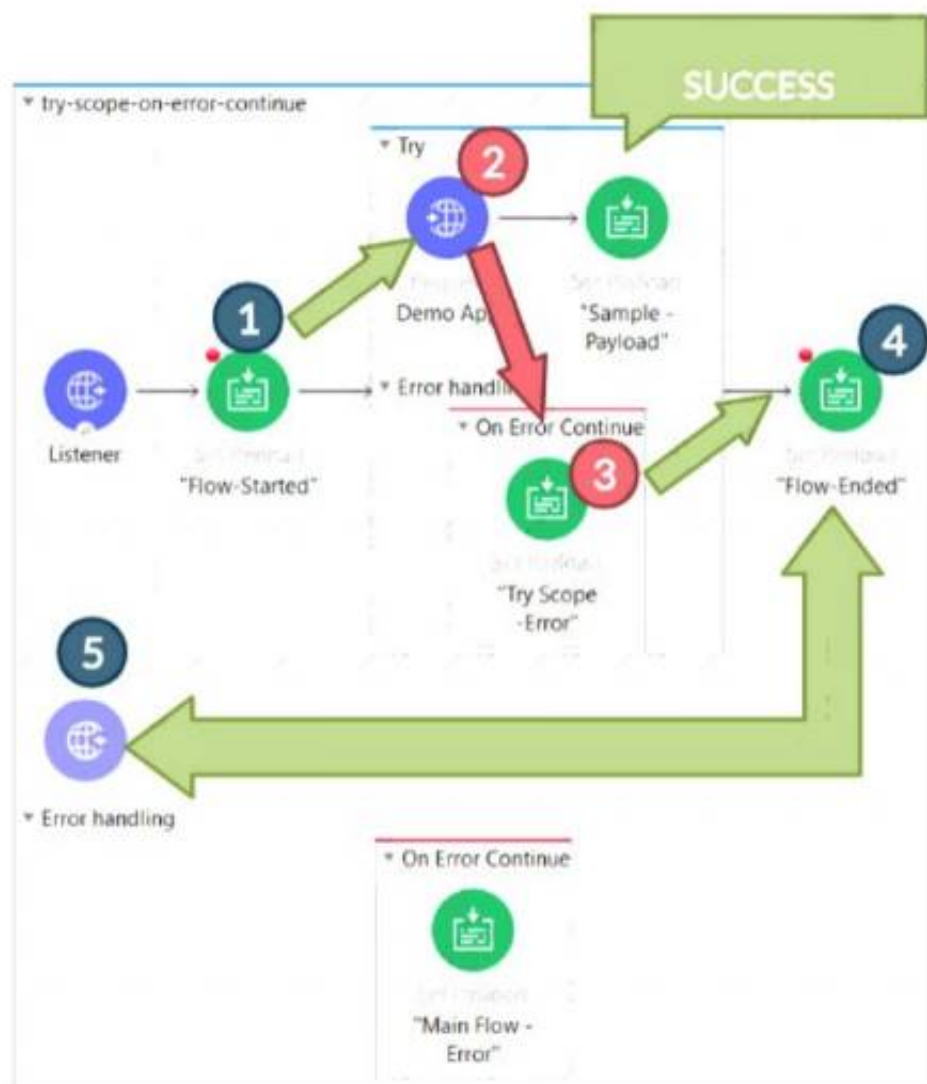 SUCCESS
try-scope-on-error-continue
Try
2
1
Demo Ap
"Sample -
Payload"
4
Error handli
On Error Continue
Listener
"Flow-Started"
3
"Flow-Ended"
"Try Scope
-Error"
5
Error handling
On Error Continue
"Main Flow -
Error"